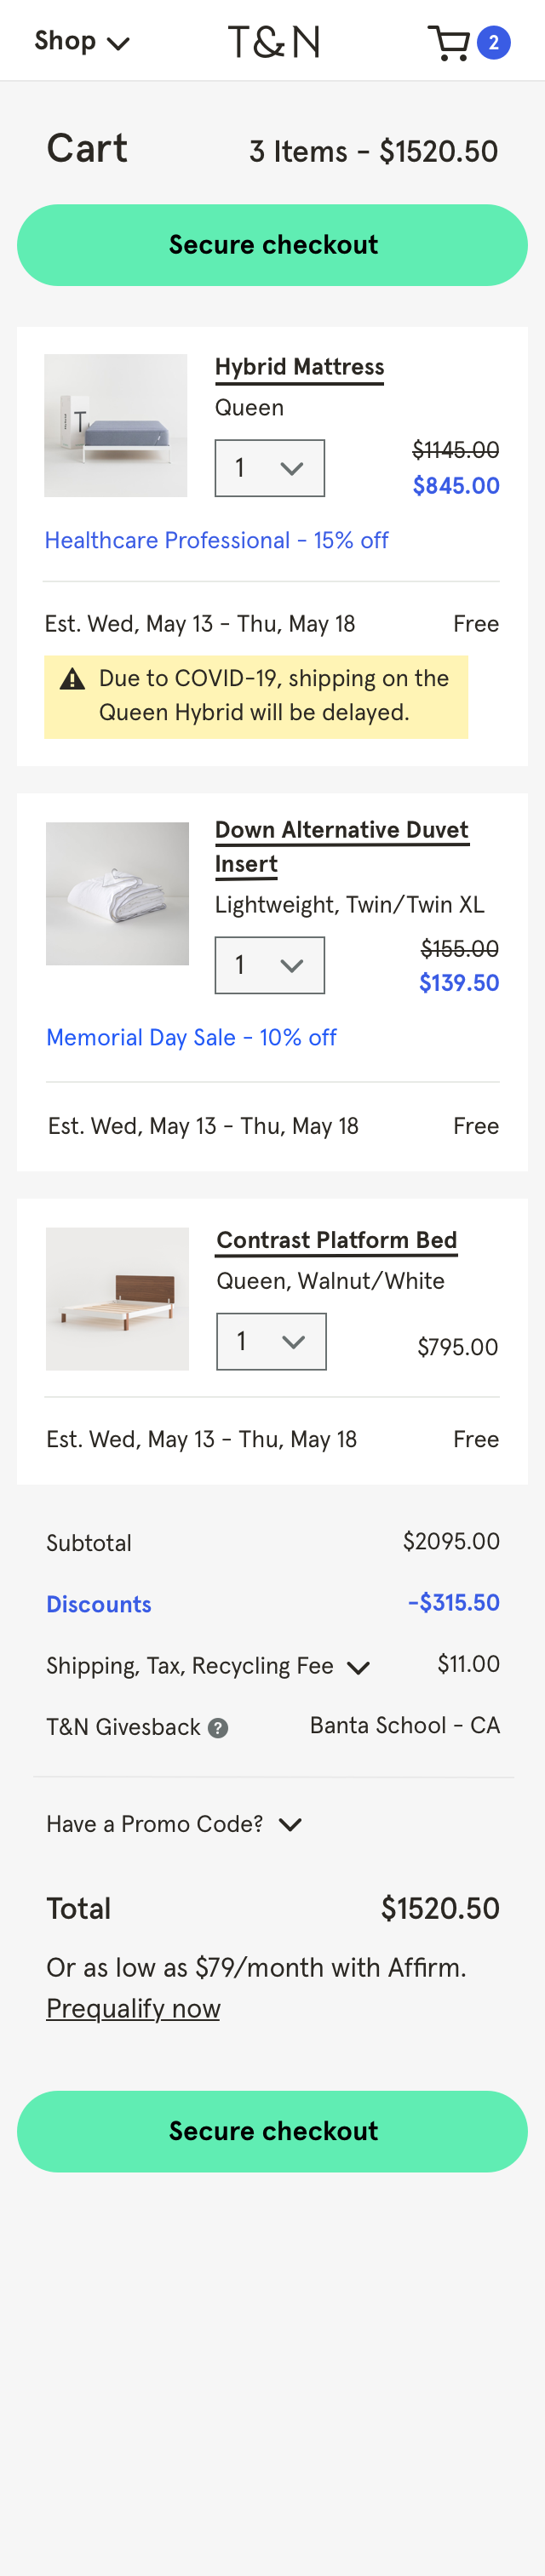 Shop
T&N
2
Cart
3 Items - $1520.50
Secure checkout
T
Hybrid Mattress
Queen
1
$1145.00
$845.00
Healthcare Professional - 15% off
Est. Wed, May 13 - Thu, May 18
Free
Due to COVID-19, shipping on the
Queen Hybrid will be delayed.
Down Alternative Duvet
Insert
Lightweight, Twin/Twin XL
1
$155.00
$139.50
Memorial Day Sale - 10% off
Est. Wed, May 13 - Thu, May 18
Free
Contrast Platform Bed
Queen, Walnut/White
1
$795.00
Est. Wed, May 13 - Thu, May 18
Free
Subtotal
$2095.00
Discounts
-$315.50
Shipping, Tax, Recycling Fee
$11.00
T&N Givesback ?
Banta School - CA
Have a Promo Code?
Total
$1520.50
Or as low as $79/month with Affirm.
Prequalify now
Secure checkout